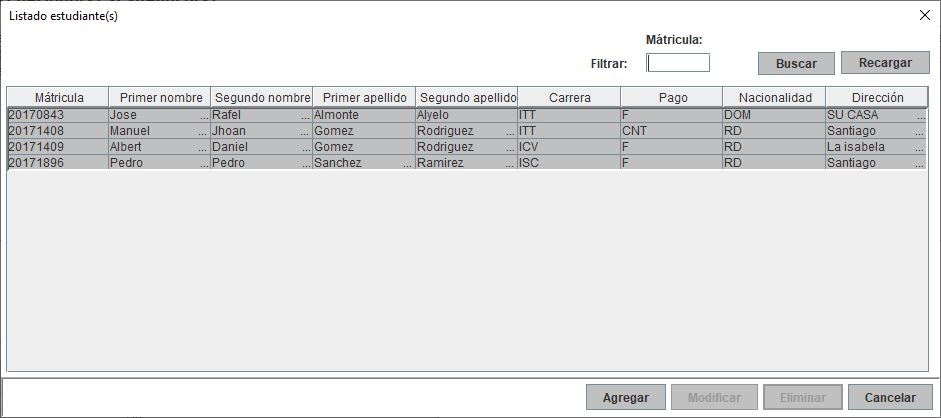 Listado estudiante(s)
Mátricula:
Filtrar: Buscar Recargar
Mátricula Primer nombre Segundo nombre Primer apellido Segundo apellido Carrera Pago Nacionalidad Dirección
20170843 Jose ... Rafel ... Almonte Alyelo ITT F DOM SU CASA ...
20171408 Manuel ... Jhoan ... Gomez Rodriguez ... ITT CNT RD Santiago ...
20171409 Albert ... Daniel ... Gomez Rodriguez ... ICV F RD La isabela ...
20171896 Pedro ... Pedro ... Sanchez ... Ramirez ... ISC F RD Santiago ...
Agregar Modificar Eliminar Cancelar